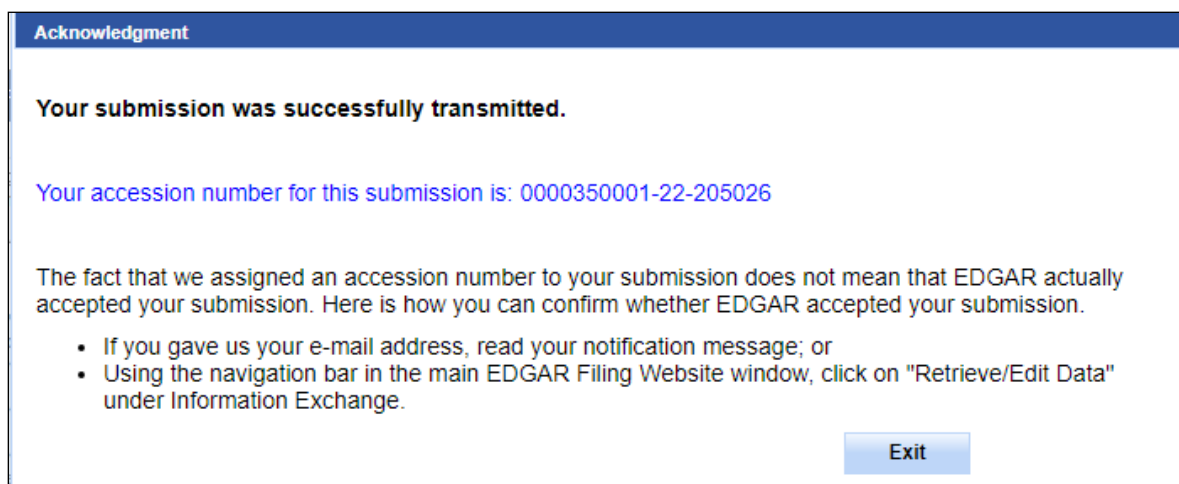 Acknowledgment
Your submission was successfully transmitted.
Your accession number for this submission is: 0000350001-22-205026
The fact that we assigned an accession number to your submission does not mean that EDGAR actually
accepted your submission. Here is how you can confirm whether EDGAR accepted your submission.
• If you gave us your e-mail address, read your notification message; or
• Using the navigation bar in the main EDGAR Filing Website window, click on "Retrieve/Edit Data"
under Information Exchange.
Exit